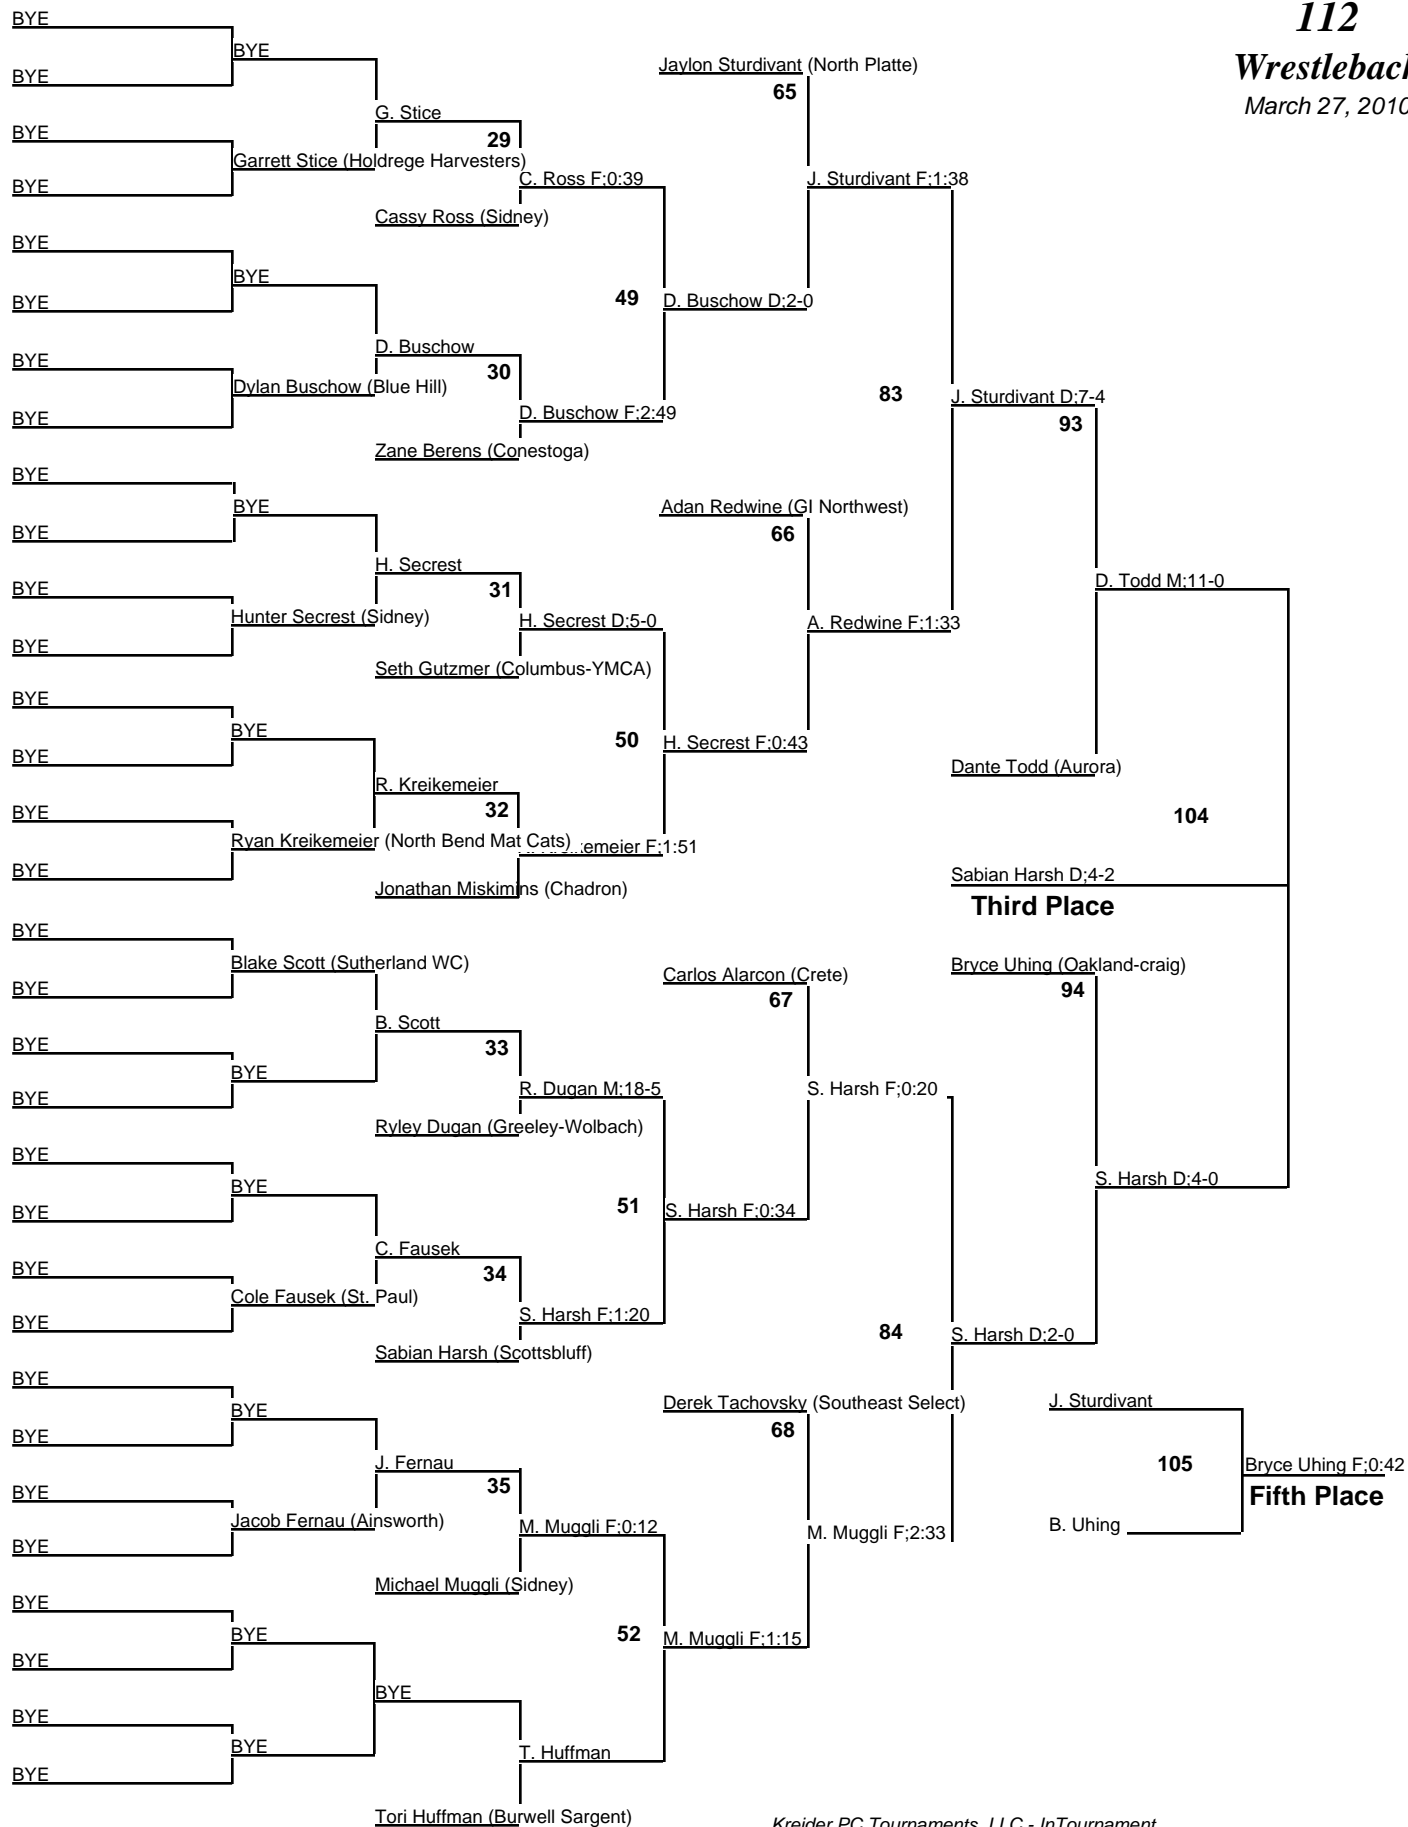 112
Wrestleback
March 27, 2010
BYE
BYE
BYE
Jaylon Sturdivant (North Platte)
65
G. Stice
29
BYE
Garrett Stice (Holdrege Harvesters)
BYE
C. Ross F;0:39
J. Sturdivant F;1:38
Cassy Ross (Sidney)
BYE
BYE
BYE
49
D. Buschow D;2-0
D. Buschow
30
BYE
Dylan Buschow (Blue Hill)
BYE
83
J. Sturdivant D;7-4
93
D. Buschow F;2:49
Zane Berens (Conestoga)
BYE
BYE
BYE
Adan Redwine (GI Northwest)
66
H. Secrest
31
D. Todd M;11-0
BYE
Hunter Secrest (Sidney)
BYE
H. Secrest D;5-0
A. Redwine F;1:33
Seth Gutzmer (Columbus-YMCA)
BYE
BYE
BYE
50
H. Secrest F;0:43
Dante Todd (Aurora)
R. Kreikemeier
32
104
BYE
Ryan Kreikemeier (North Bend Mat Cats)
emeier F;1:51
BYE
Jonathan Miskimins (Chadron)
Sabian Harsh D;4-2
Third Place
BYE
Blake Scott (Sutherland WC)
BYE
Carlos Alarcon (Crete)
67
Bryce Uhing (Oakland-craig)
94
B. Scott
33
BYE
BYE
BYE
R. Dugan M;18-5
S. Harsh F;0:20
Ryley Dugan (Greeley-Wolbach)
BYE
BYE
BYE
51
S. Harsh F;0:34
S. Harsh D;4-0
C. Fausek
34
BYE
Cole Fausek (St. Paul)
BYE
S. Harsh F;1:20
84
S. Harsh D;2-0
Sabian Harsh (Scottsbluff)
BYE
BYE
BYE
Derek Tachovsky (Southeast Select)
68
J. Sturdivant
J. Fernau
35
105
Bryce Uhing F;0:42
Fifth Place
BYE
Jacob Fernau (Ainsworth)
BYE
M. Muggli F;0:12
M. Muggli F;2:33
B. Uhing
Michael Muggli (Sidney)
BYE
BYE
BYE
52
M. Muggli F;1:15
BYE
BYE
BYE
BYE
T. Huffman
Tori Huffman (Burwell Sargent)
Kreider PC Tournaments, LLC - InTournament